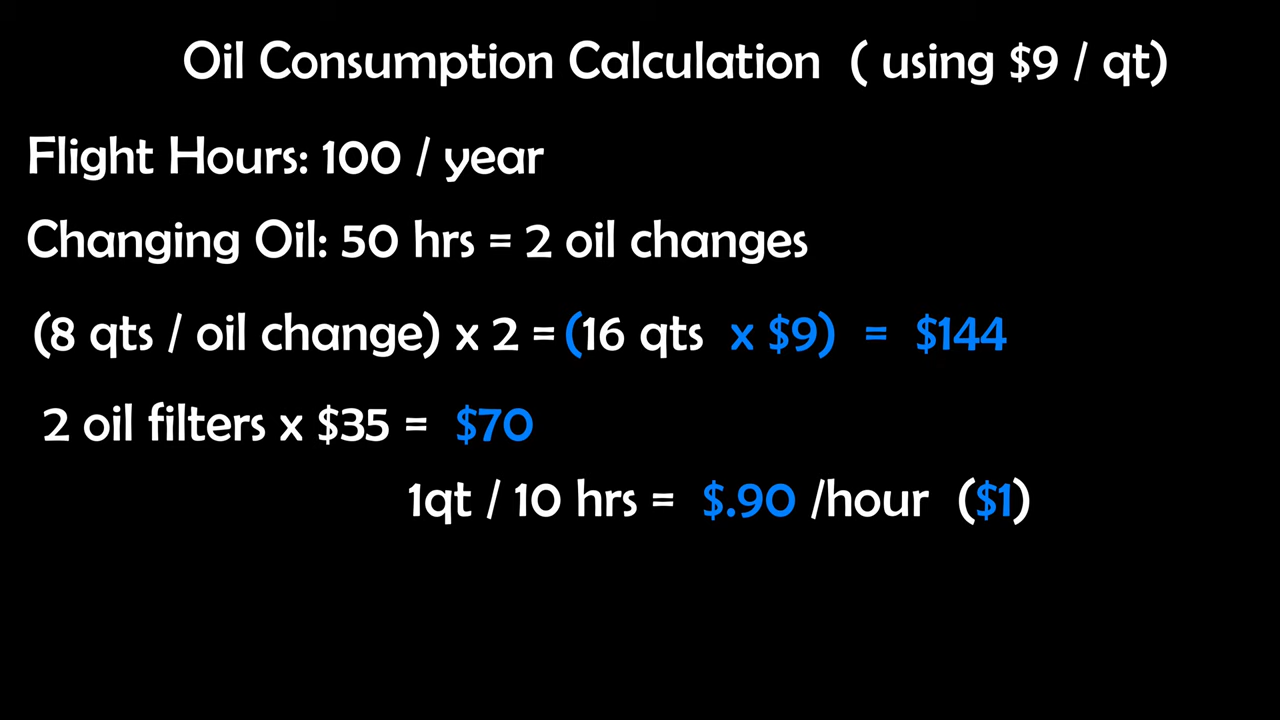 Oil Consumption Calculation ( using $9 / qt)
Flight Hours: 100 / year
Changing Oil: 50 hrs = 2 oil changes
(8 qts / oil change) x 2 = (16 qts x $9) = $144
2 oil filters x $35 = $70
1qt / 10 hrs = $.90 /hour ($1)